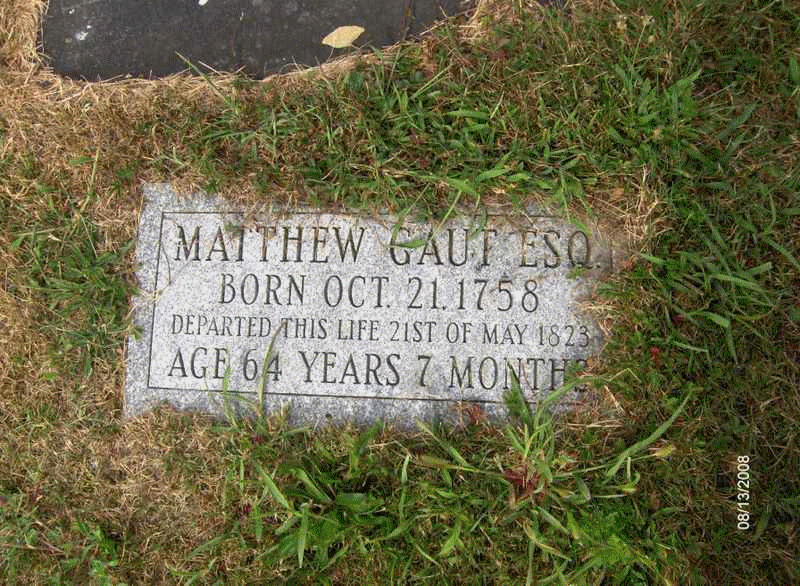 MATTHEW GAUT ESQ.
BORN OCT. 21, 1758
DEPARTED THIS LIFE 21ST OF MAY 1823
AGE 64 YEARS 7 MONTHS
08/13/2008